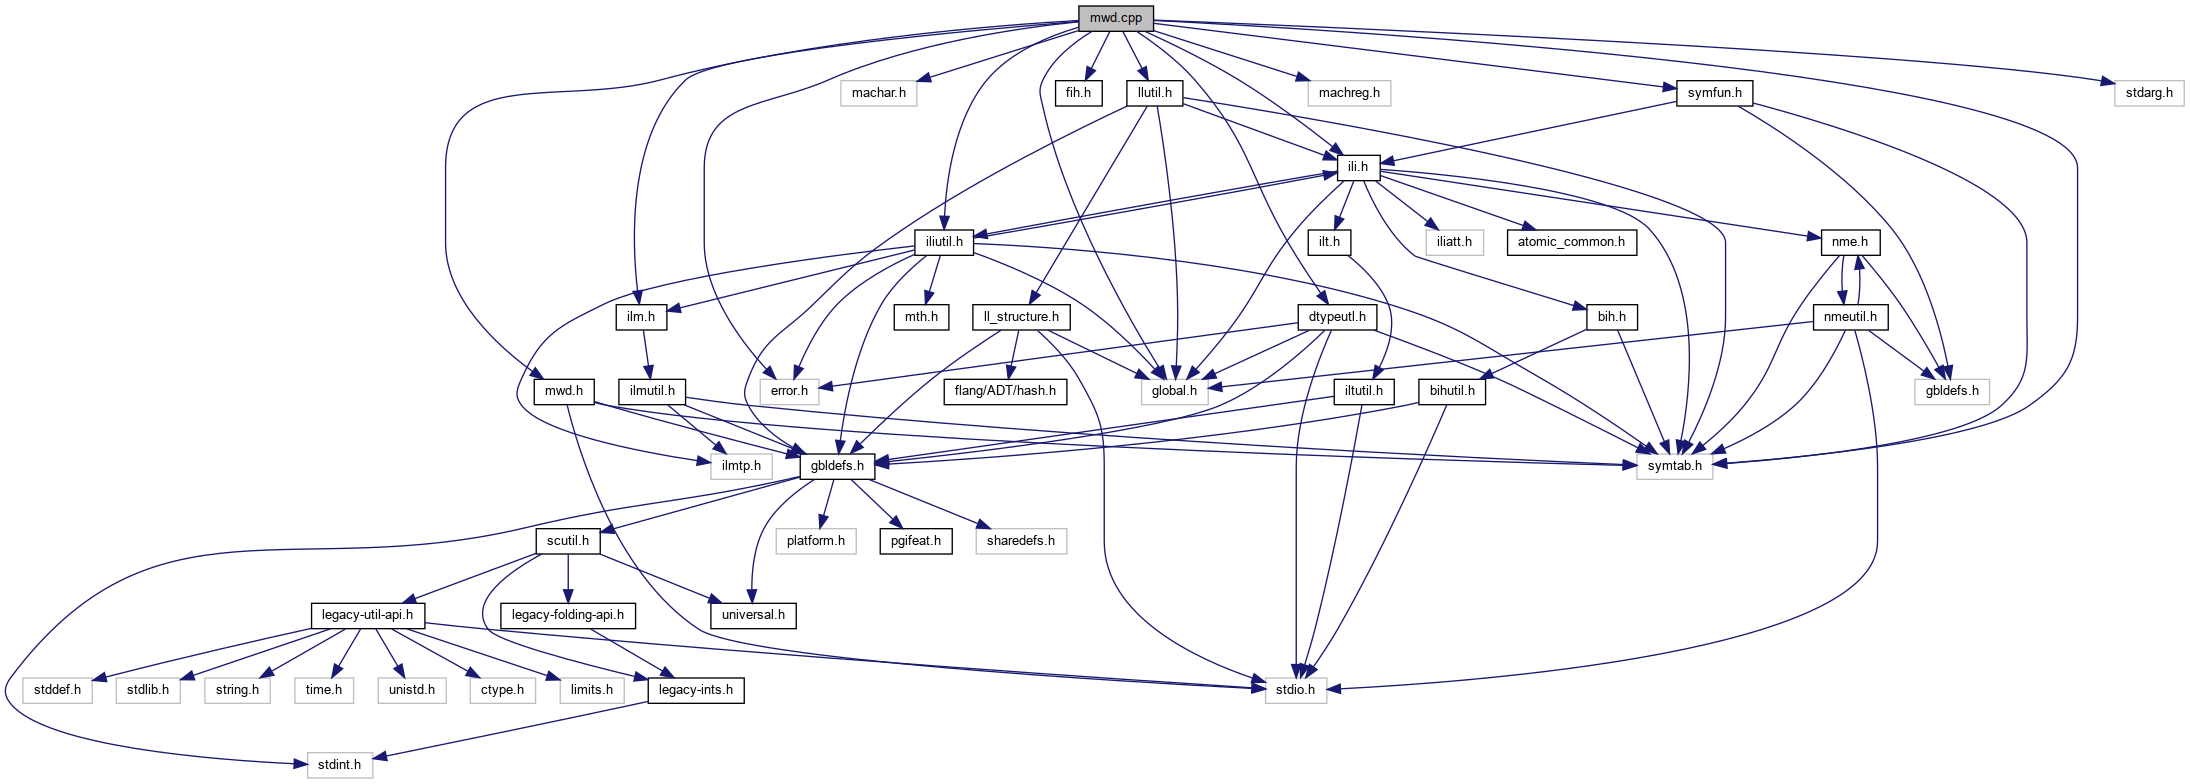 mwd.cpp
machar.h
fih.h
llutil.h
machreg.h
symfun.h
stdarg.h
ili.h
iliutil.h
ilt.h
iliatt.h
atomic_common.h
nme.h
ilm.h
mth.h
ll_structure.h
dtypeutl.h
bih.h
nmeutil.h
mwd.h
ilmutil.h
error.h
flang/ADT/hash.h
global.h
iltutil.h
bihutil.h
gbldefs.h
ilmtp.h
gbldefs.h
symtab.h
scutil.h
platform.h
pgifeat.h
sharedefs.h
legacy-util-api.h
legacy-folding-api.h
universal.h
stddef.h
stdlib.h
string.h
time.h
unistd.h
ctype.h
limits.h
legacy-ints.h
stdio.h
stdint.h